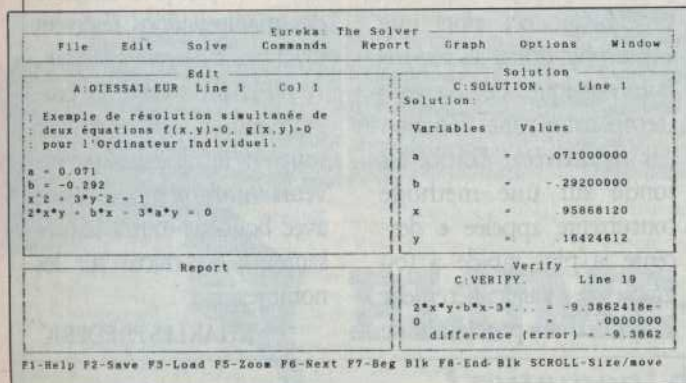 Eureka: The Solver
File Edit Solve Commands Report Graph Options Window
Edit
A:OIESSAI.EUR Line 1 Col 1
; Exemple de résolution simultanée de
; deux équations f(x,y)=0, g(x,y)=0
; pour l'Ordinateur Individuel.
a = 0.071
b = -0.292
x^2 + 3*y^2 = 1
2*x*y + b*x - 3*a*y = 0
Solution
C:SOLUTION. Line 1
Solution:
Variables Values
a = .071000000
b = -.29200000
x = .95868120
y = .16424612
Report
Verify
C:VERIFY. Line 19
2*x*y+b*x-3*... = -9.3862418e-
0 = .0000000
difference (error) = -9.3862
F1-Help F2-Save F3-Load F5-Zoom F6-Next F7-Beg Blk F8-End Blk SCROLL-Size/move